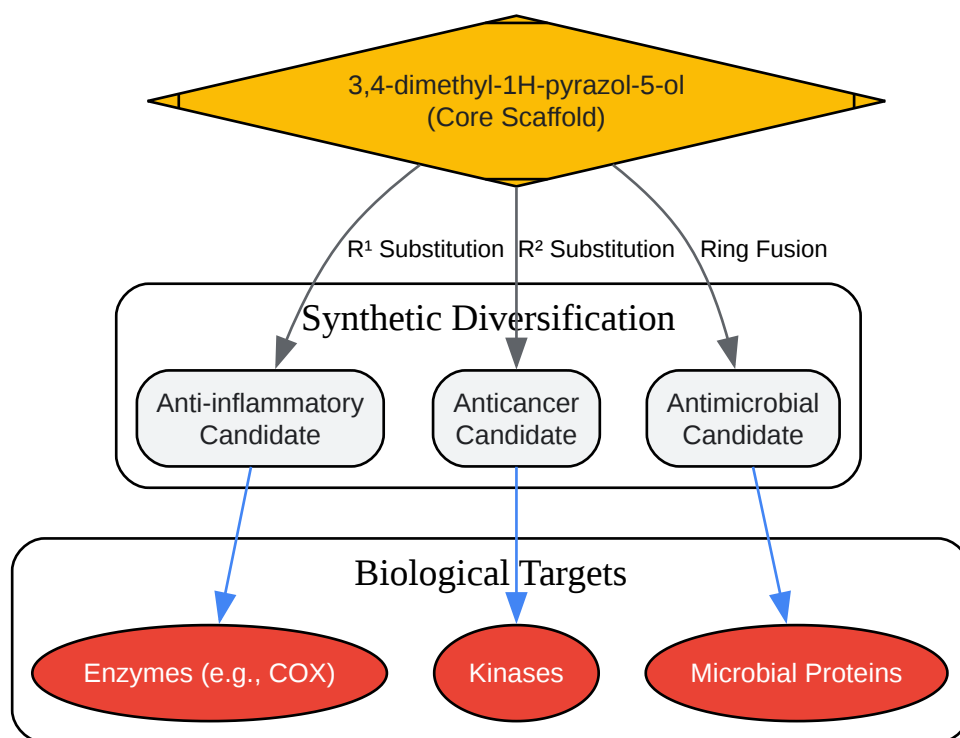 3,4-dimethyl-1H-pyrazol-5-ol
(Core Scaffold)
R¹ Substitution
R² Substitution
Ring Fusion
Synthetic Diversification
Anti-inflammatory
Candidate
Anticancer
Candidate
Antimicrobial
Candidate
Biological Targets
Enzymes (e.g., COX)
Kinases
Microbial Proteins